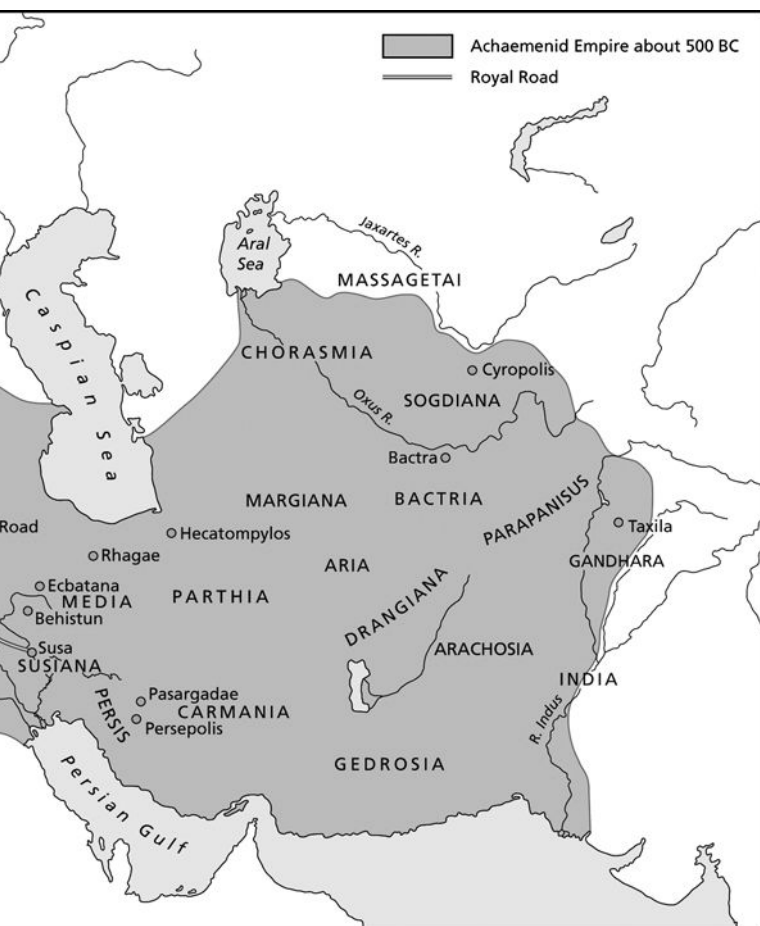 Achaemenid Empire about 500 BC
Royal Road
Aral
Sea
Jaxartes R.
MASSAGETAI
Caspian Sea
CHORASMIA
Cyropolis
SOGDIANA
Oxus R.
Bactra
MARGIANA
BACTRIA
PARAPANISUS
Road
Hecatompylos
Taxila
Rhagae
GANDHARA
ARIA
Ecbatana
MEDIA
PARTHIA
DRANGIANA
Behistun
Susa
SUSIANA
ARACHOSIA
INDIA
Pasargadae
PERSIS
CARMANIA
Persepolis
R. Indus
GEDROSIA
Persian Gulf